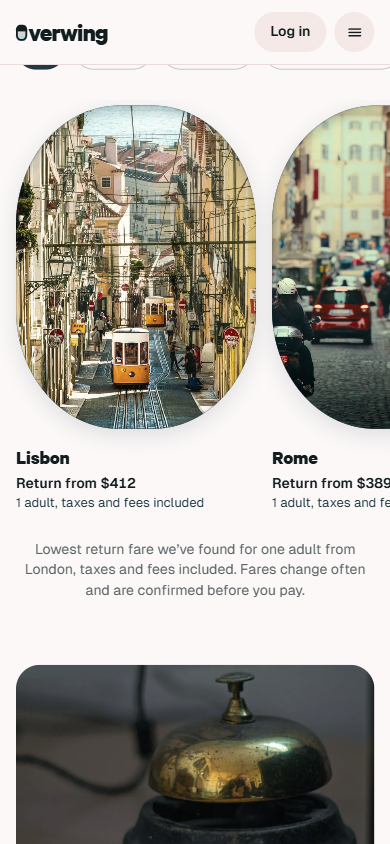 Overwing
Log in
Lisbon
Return from $412
1 adult, taxes and fees included
Rome
Return from $389
1 adult, taxes and fe
Lowest return fare we’ve found for one adult from
London, taxes and fees included. Fares change often
and are confirmed before you pay.